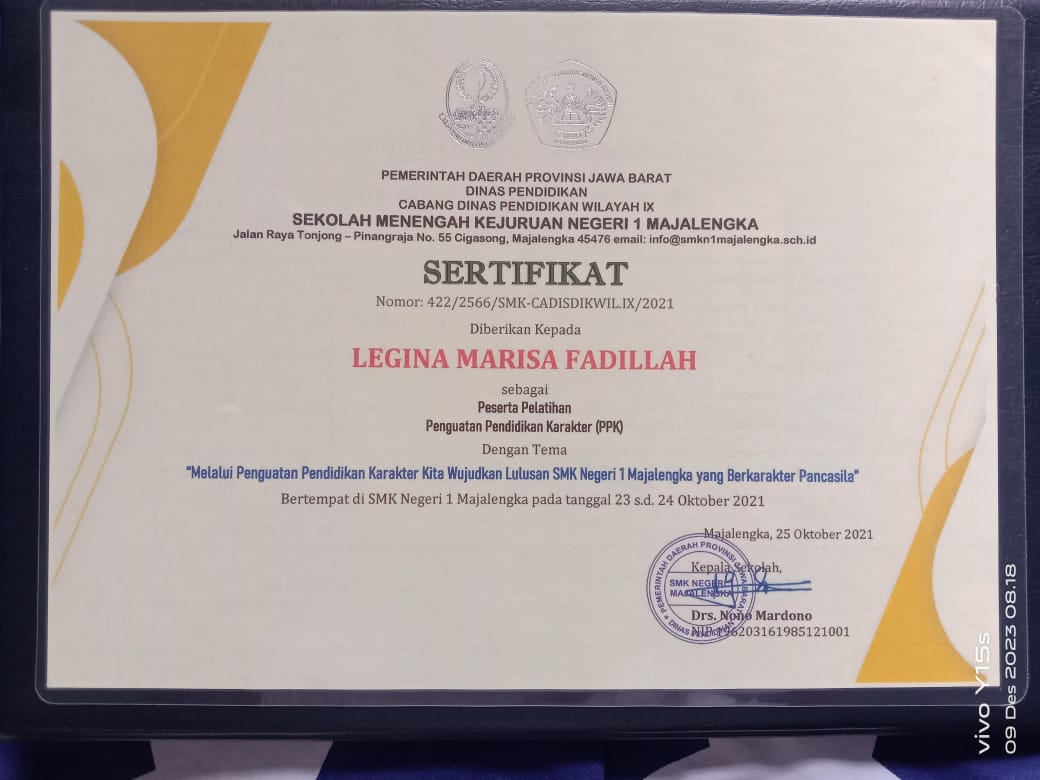 PEMERINTAH DAERAH PROVINSI JAWA BARAT
DINAS PENDIDIKAN
CABANG DINAS PENDIDIKAN WILAYAH IX
SEKOLAH MENENGAH KEJURUAN NEGERI 1 MAJALENGKA
Jalan Raya Tonjong – Pinangraja No. 55 Cigasong, Majalengka 45476 email: info@smkn1majalengka.sch.id
SERTIFIKAT
Nomor: 422/2566/SMK-CADISDIKWIL.IX/2021
Diberikan Kepada
LEGINA MARISA FADILLAH
sebagai
Peserta Pelatihan
Penguatan Pendidikan Karakter (PPK)
Dengan Tema
“Melalui Penguatan Pendidikan Karakter Kita Wujudkan Lulusan SMK Negeri 1 Majalengka yang Berkarakter Pancasila”
Bertempat di SMK Negeri 1 Majalengka pada tanggal 23 s.d. 24 Oktober 2021
Majalengka, 25 Oktober 2021
Kepala Sekolah,
PEMERINTAH DAERAH PROVINSI JAWA BARAT
SMK NEGERI
MAJALENGKA
DINAS PENDIDIKAN
Drs. Nono Mardono
NIP 196203161985121001
vivo Y15s
09 Des 2023 08.18